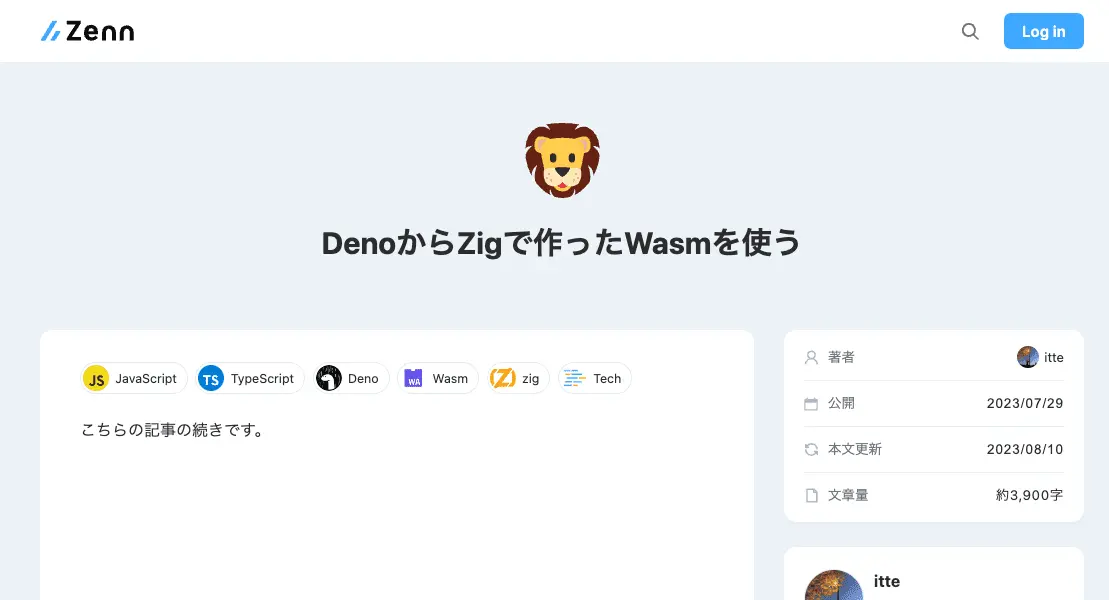 Zenn
Log in
DenoからZigで作ったWasmを使う
JS JavaScript TS TypeScript Deno WA Wasm zig Tech
こちらの記事の続きです。
著者 itte
公開 2023/07/29
本文更新 2023/08/10
文章量 約3,900字
itte